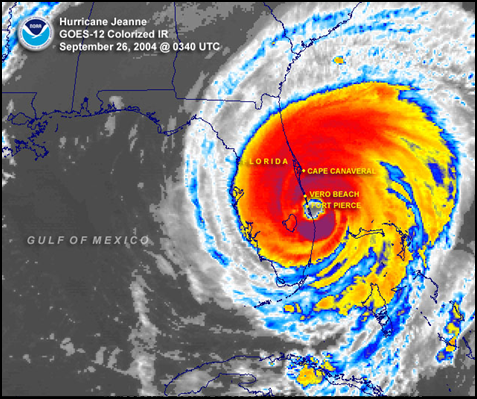 Hurricane Jeanne
GOES-12 Colorized IR
September 26, 2004 @ 0340 UTC
NOAA
LORIDA
CAPE CANAVERAL
VERO BEACH
FORT PIERCE
GULF OF MEXICO